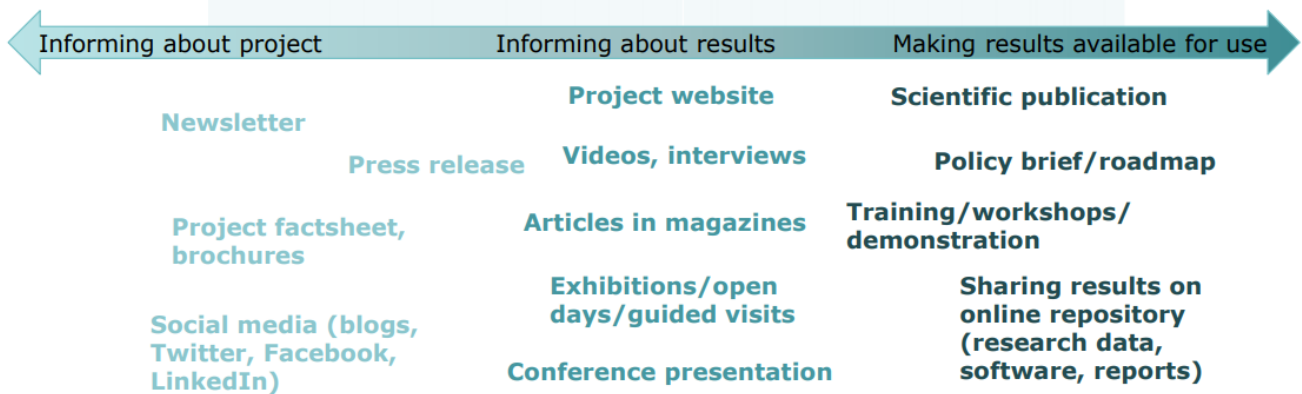 Informing about project
Informing about results
Making results available for use
Newsletter
Press release
Project factsheet,
brochures
Social media (blogs,
Twitter, Facebook,
LinkedIn)
Project website
Videos, interviews
Articles in magazines
Exhibitions/open
days/guided visits
Conference presentation
Scientific publication
Policy brief/roadmap
Training/workshops/
demonstration
Sharing results on
online repository
(research data,
software, reports)